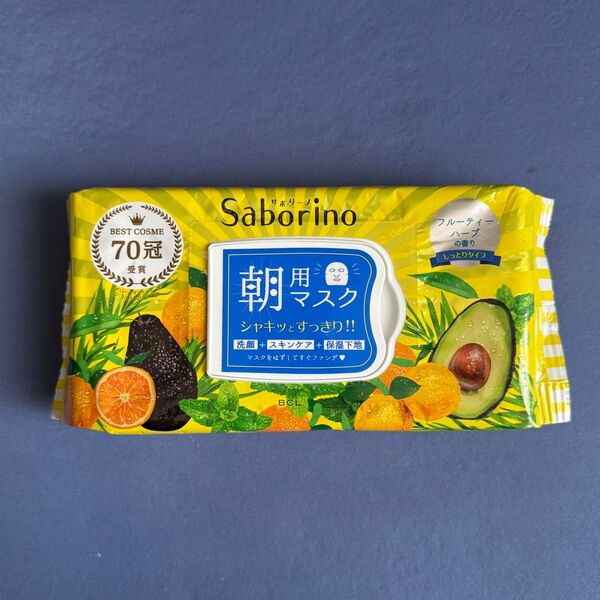 BEST COSME
70冠
受賞
サボリーノ
Saborino
朝用マスク
シャキッとすっきり!!
洗顔+スキンケア+保湿下地
マスクをはずしてすぐファンデ♥
フルーティー
ハーブ
の香り
しっとりタイプ
BCL